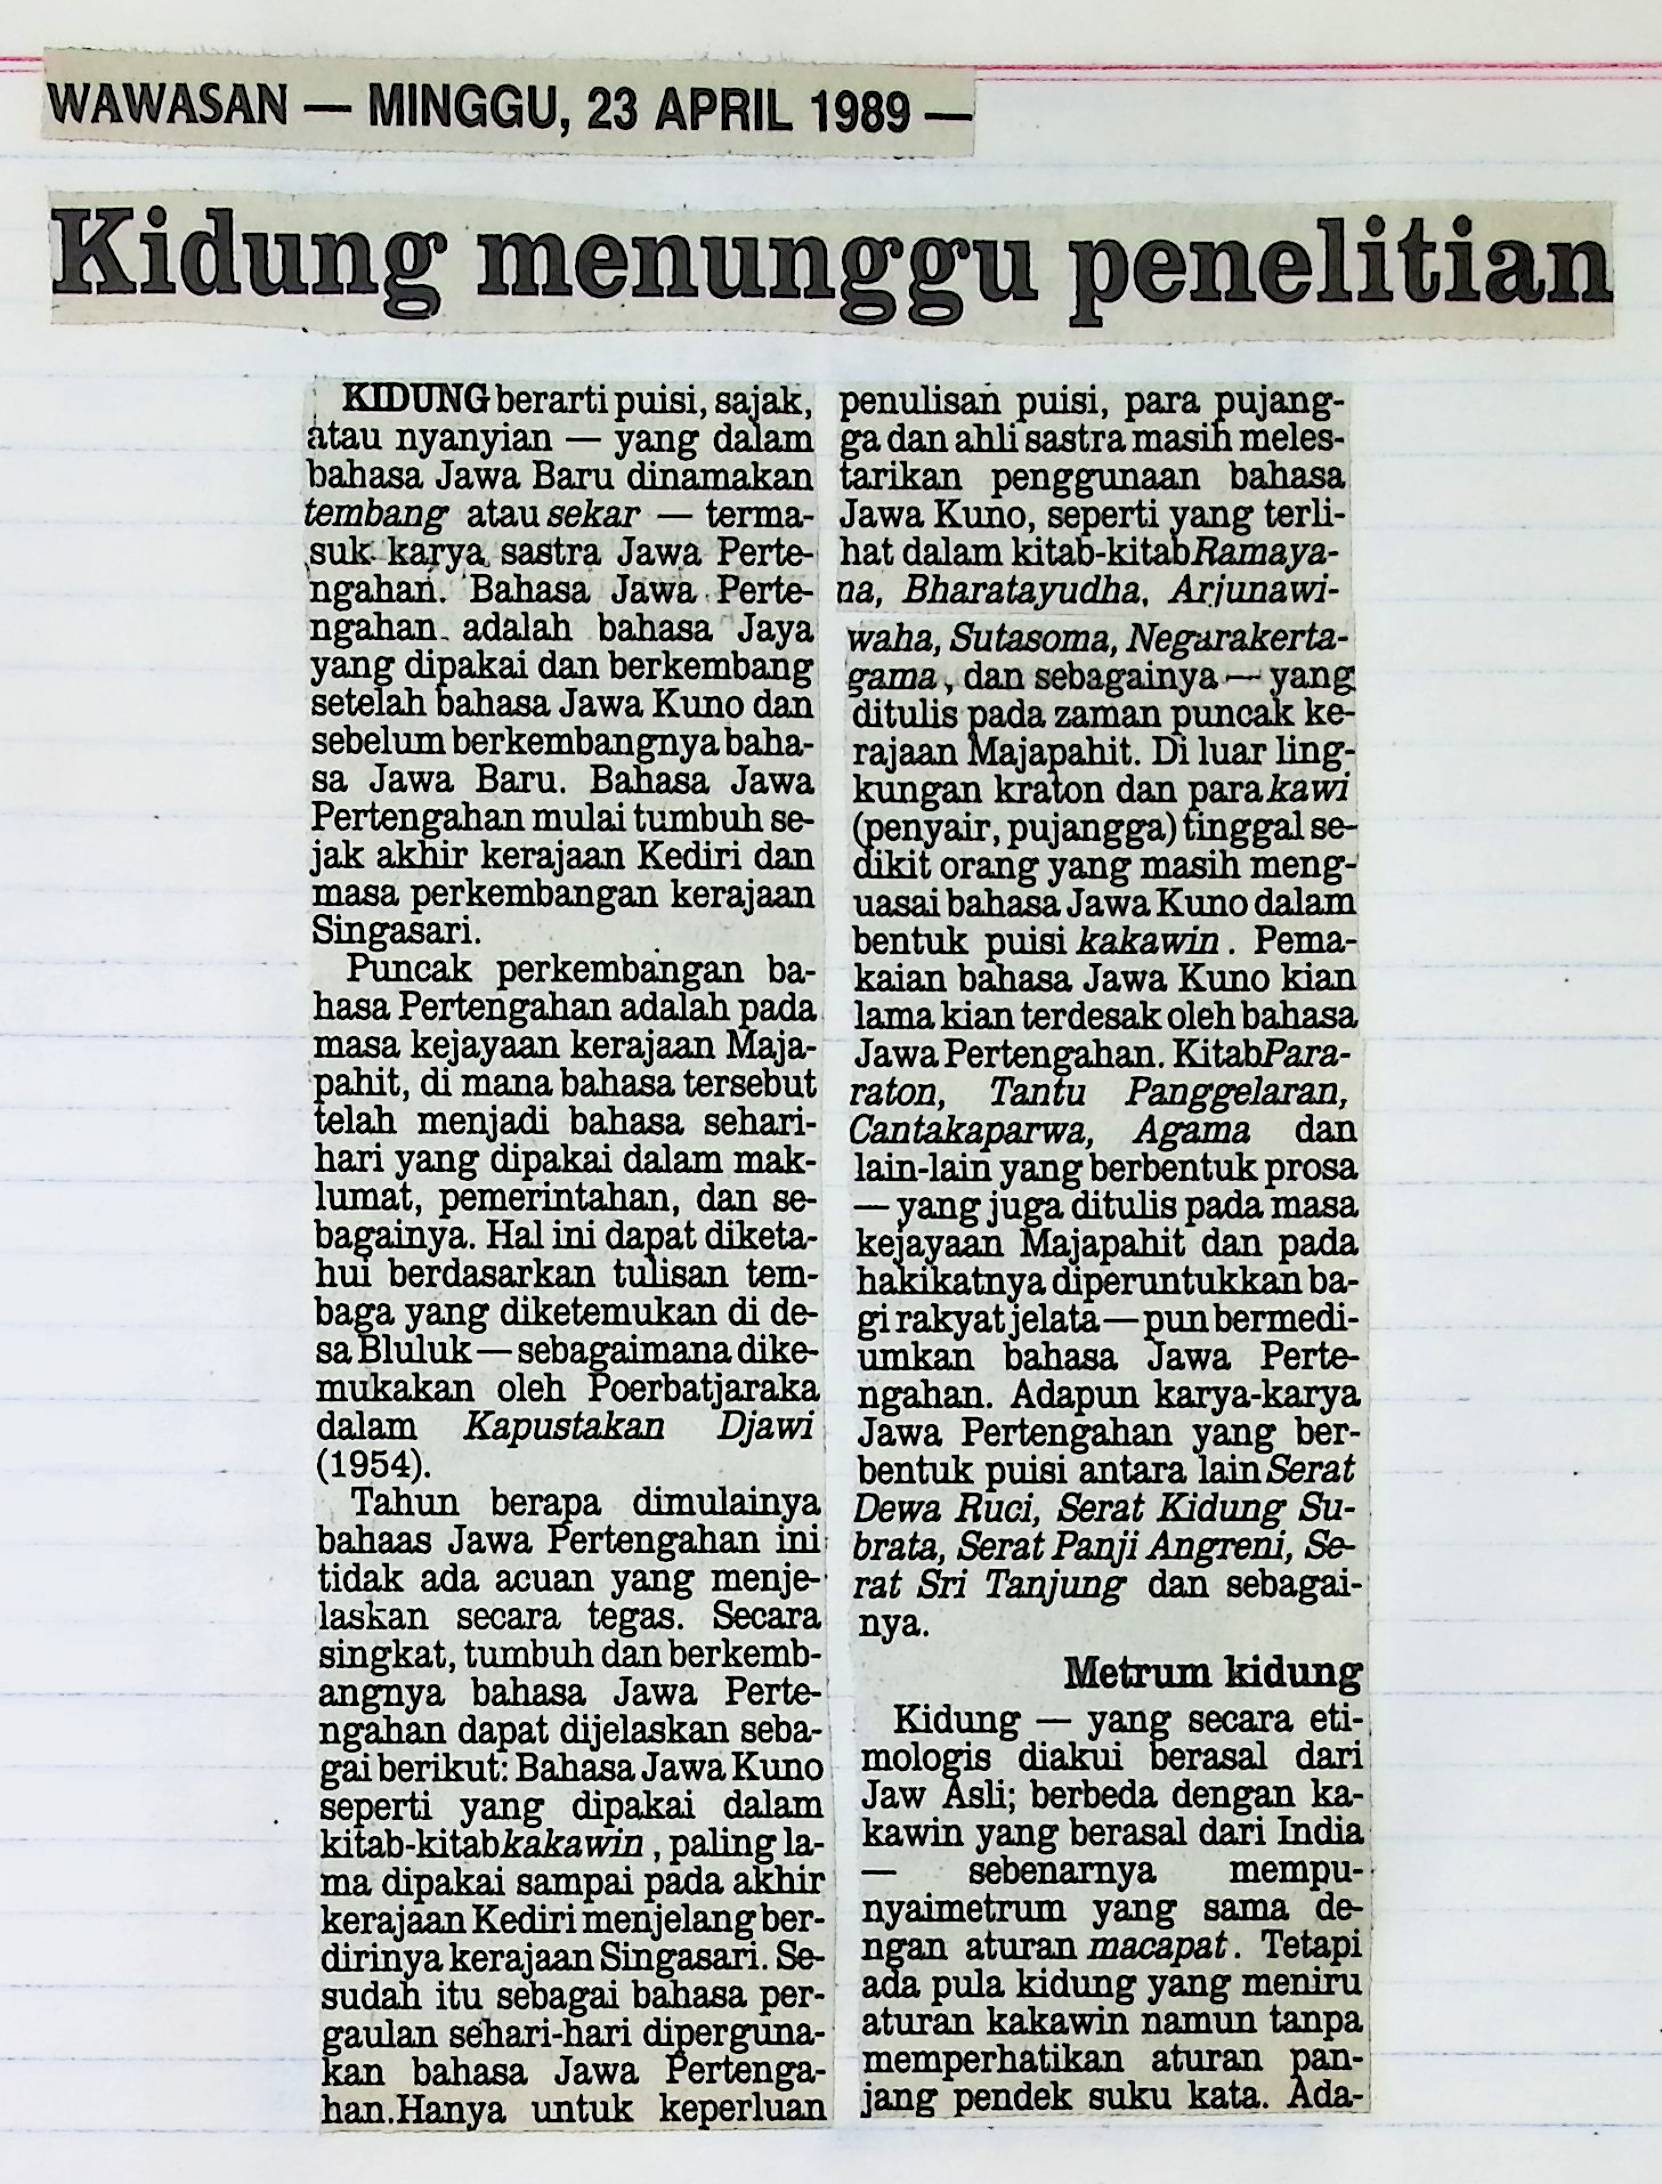 WAWASAN — MINGGU, 23 APRIL 1989 —
Kidung menunggu penelitian
KIDUNG berarti puisi, sajak,
atau nyanyian — yang dalam
bahasa Jawa Baru dinamakan
tembang atau sekar — terma-
suk karya sastra Jawa Perte-
ngahan. Bahasa Jawa Perte-
ngahan adalah bahasa Jaya
yang dipakai dan berkembang
setelah bahasa Jawa Kuno dan
sebelum berkembangnya baha-
sa Jawa Baru. Bahasa Jawa
Pertengahan mulai tumbuh se-
jak akhir kerajaan Kediri dan
masa perkembangan kerajaan
Singasari.
Puncak perkembangan ba-
hasa Pertengahan adalah pada
masa kejayaan kerajaan Maja-
pahit, di mana bahasa tersebut
telah menjadi bahasa sehari-
hari yang dipakai dalam mak-
lumat, pemerintahan, dan se-
bagainya. Hal ini dapat diketa-
hui berdasarkan tulisan tem-
baga yang diketemukan di de-
sa Bluluk — sebagaimana dike-
mukakan oleh Poerbatjaraka
dalam Kapustakan Djawi
(1954).
Tahun berapa dimulainya
bahaas Jawa Pertengahan ini
tidak ada acuan yang menje-
laskan secara tegas. Secara
singkat, tumbuh dan berkemb-
angnya bahasa Jawa Perte-
ngahan dapat dijelaskan seba-
gai berikut: Bahasa Jawa Kuno
seperti yang dipakai dalam
kitab-kitab kakawin, paling la-
ma dipakai sampai pada akhir
kerajaan Kediri menjelang ber-
dirinya kerajaan Singasari. Se-
sudah itu sebagai bahasa per-
gaulan sehari-hari diperguna-
kan bahasa Jawa Pertenga-
han.Hanya untuk keperluan
penulisan puisi, para pujang-
ga dan ahli sastra masih meles-
tarikan penggunaan bahasa
Jawa Kuno, seperti yang terli-
hat dalam kitab-kitab Ramaya-
na, Bharatayudha, Arjunawi-
waha, Sutasoma, Negarakerta-
gama, dan sebagainya — yang
ditulis pada zaman puncak ke-
rajaan Majapahit. Di luar ling-
kungan kraton dan para kawi
(penyair, pujangga) tinggal se-
dikit orang yang masih meng-
uasai bahasa Jawa Kuno dalam
bentuk puisi kakawin. Pema-
kaian bahasa Jawa Kuno kian
lama kian terdesak oleh bahasa
Jawa Pertengahan. Kitab Para-
raton, Tantu Panggelaran,
Cantakaparwa, Agama dan
lain-lain yang berbentuk prosa
— yang juga ditulis pada masa
kejayaan Majapahit dan pada
hakikatnya diperuntukkan ba-
gi rakyat jelata — pun bermedi-
umkan bahasa Jawa Perte-
ngahan. Adapun karya-karya
Jawa Pertengahan yang ber-
bentuk puisi antara lain Serat
Dewa Ruci, Serat Kidung Su-
brata, Serat Panji Angreni, Se-
rat Sri Tanjung dan sebagai-
nya.
Metrum kidung
Kidung — yang secara eti-
mologis diakui berasal dari
Jaw Asli; berbeda dengan ka-
kawin yang berasal dari India
— sebenarnya mempu-
nyaimetrum yang sama de-
ngan aturan macapat. Tetapi
ada pula kidung yang meniru
aturan kakawin namun tanpa
memperhatikan aturan pan-
jang pendek suku kata. Ada-